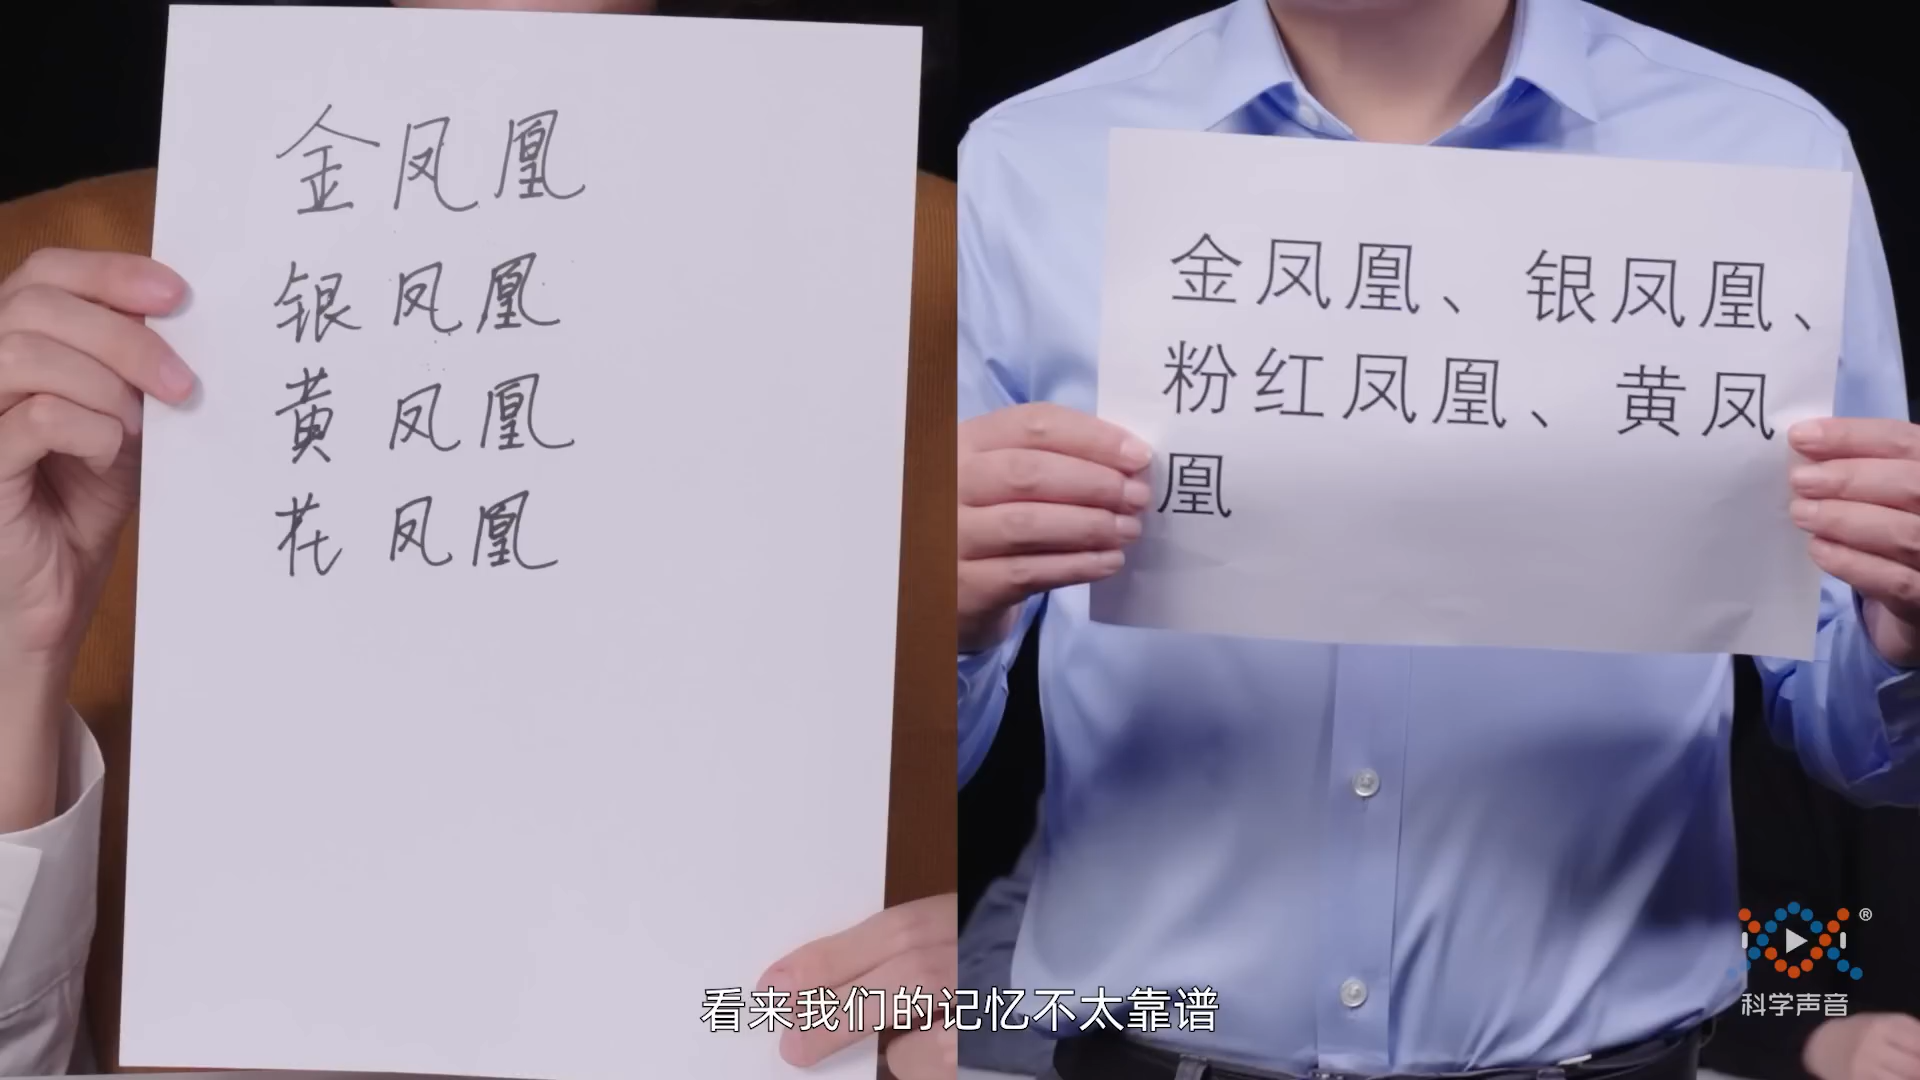 金凤凰
银凤凰
黄凤凰
花凤凰
金凤凰、银凤凰、
粉红凤凰、黄凤
凰
看来我们的记忆不太靠谱
®
科学声音